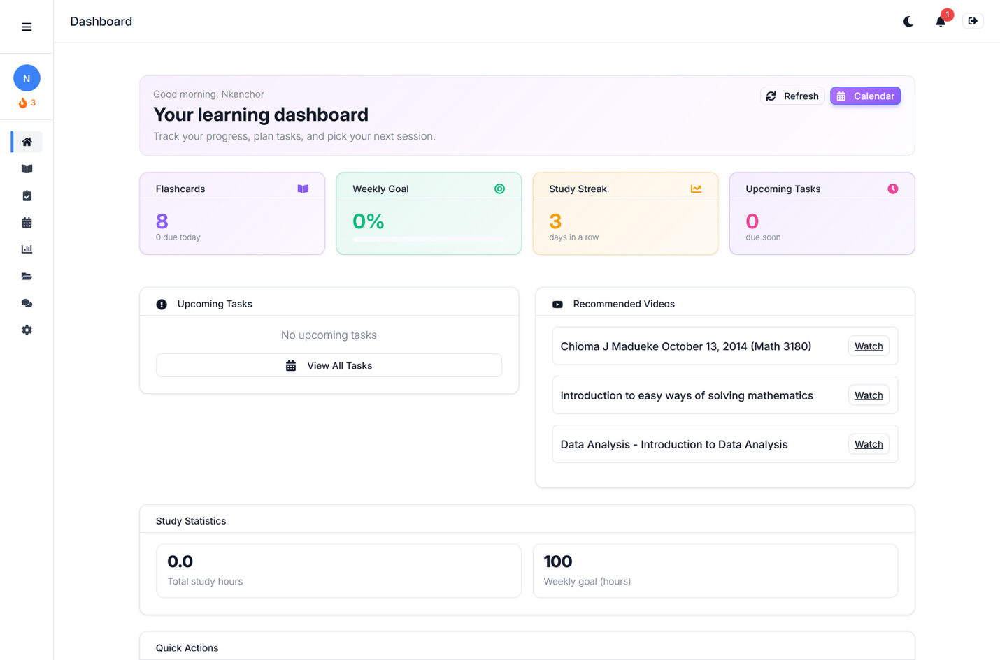 Dashboard
1
N
3
Good morning, Nkenchor
Your learning dashboard
Track your progress, plan tasks, and pick your next session.
Refresh
Calendar
Flashcards
8
0 due today
Weekly Goal
0%
Study Streak
3
days in a row
Upcoming Tasks
0
due soon
Upcoming Tasks
No upcoming tasks
View All Tasks
Recommended Videos
Chioma J Madueke October 13, 2014 (Math 3180)
Watch
Introduction to easy ways of solving mathematics
Watch
Data Analysis - Introduction to Data Analysis
Watch
Study Statistics
0.0
Total study hours
100
Weekly goal (hours)
Quick Actions